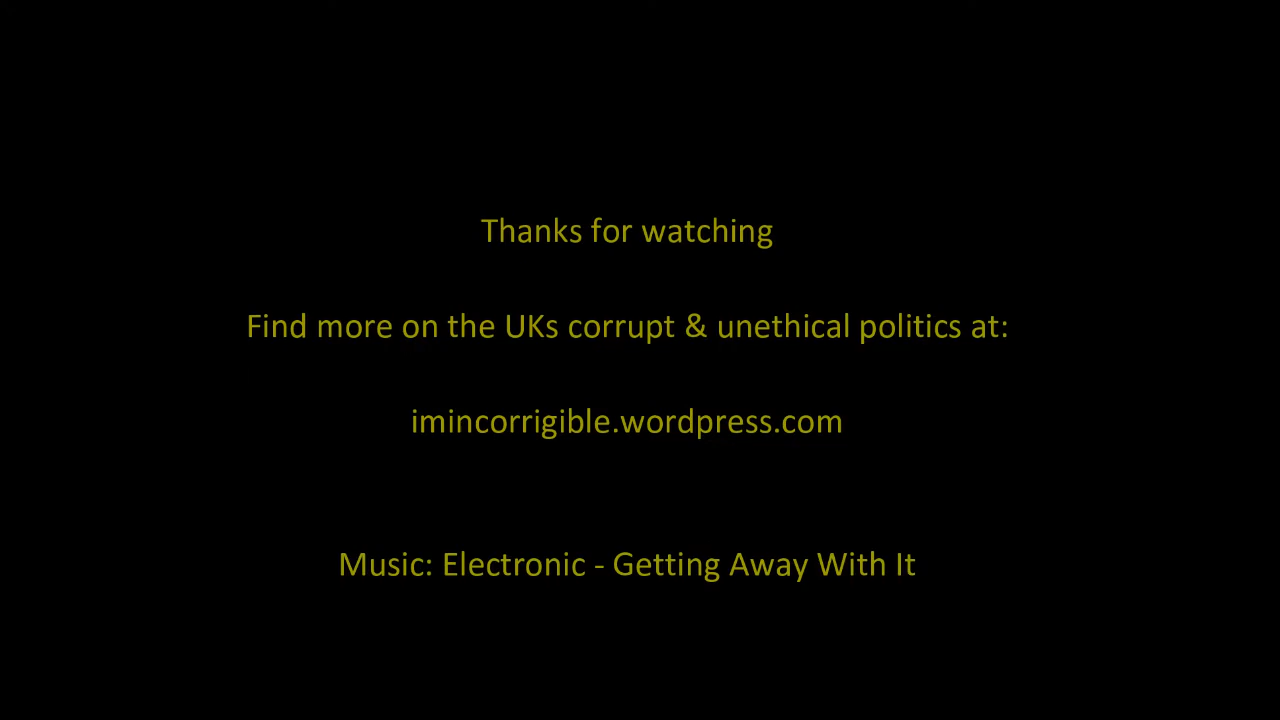 Thanks for watching
Find more on the UKs corrupt & unethical politics at:
imincorrigible.wordpress.com
Music: Electronic - Getting Away With It